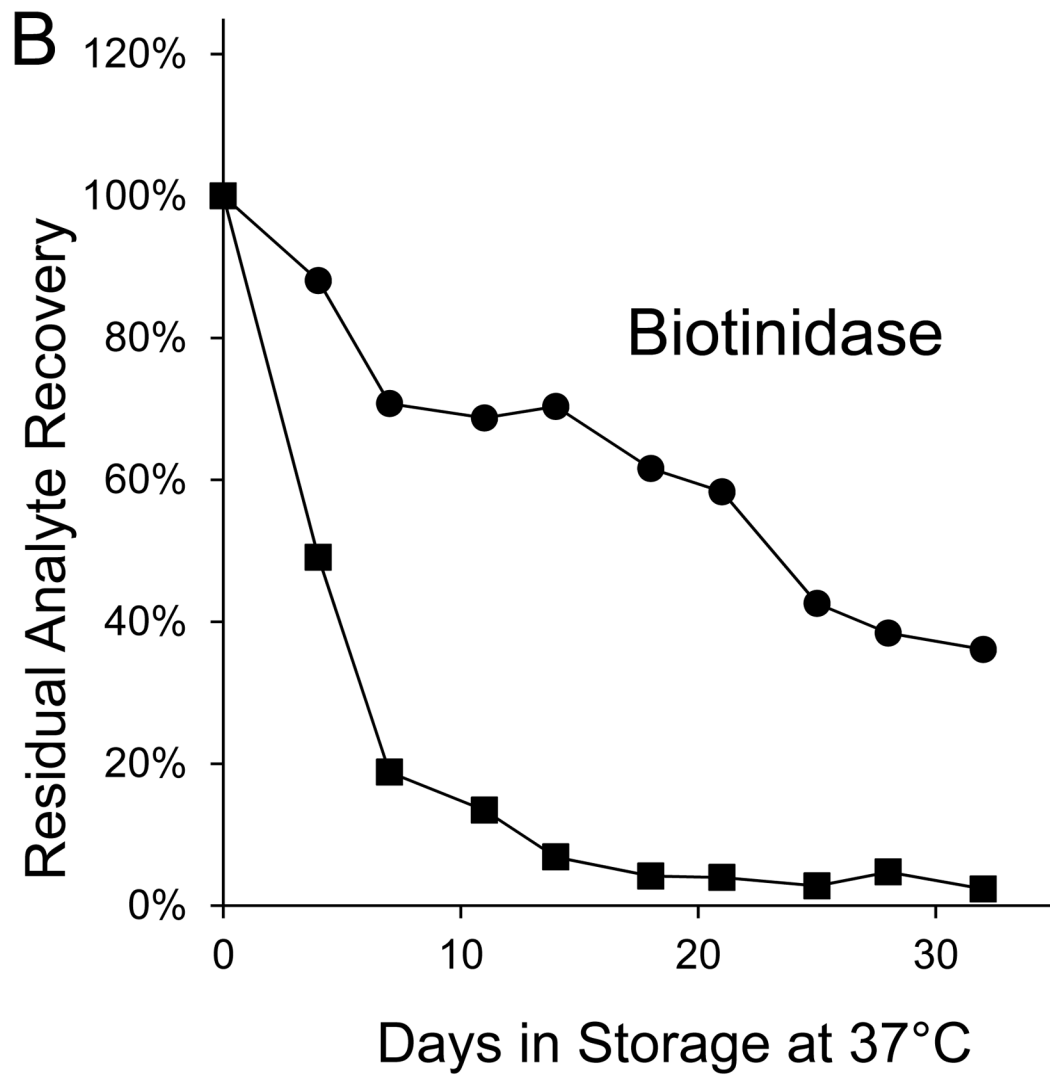 B
120%
100%
80%
60%
40%
20%
0%
Residual Analyte Recovery
Biotinidase
0 10 20 30
Days in Storage at 37°C